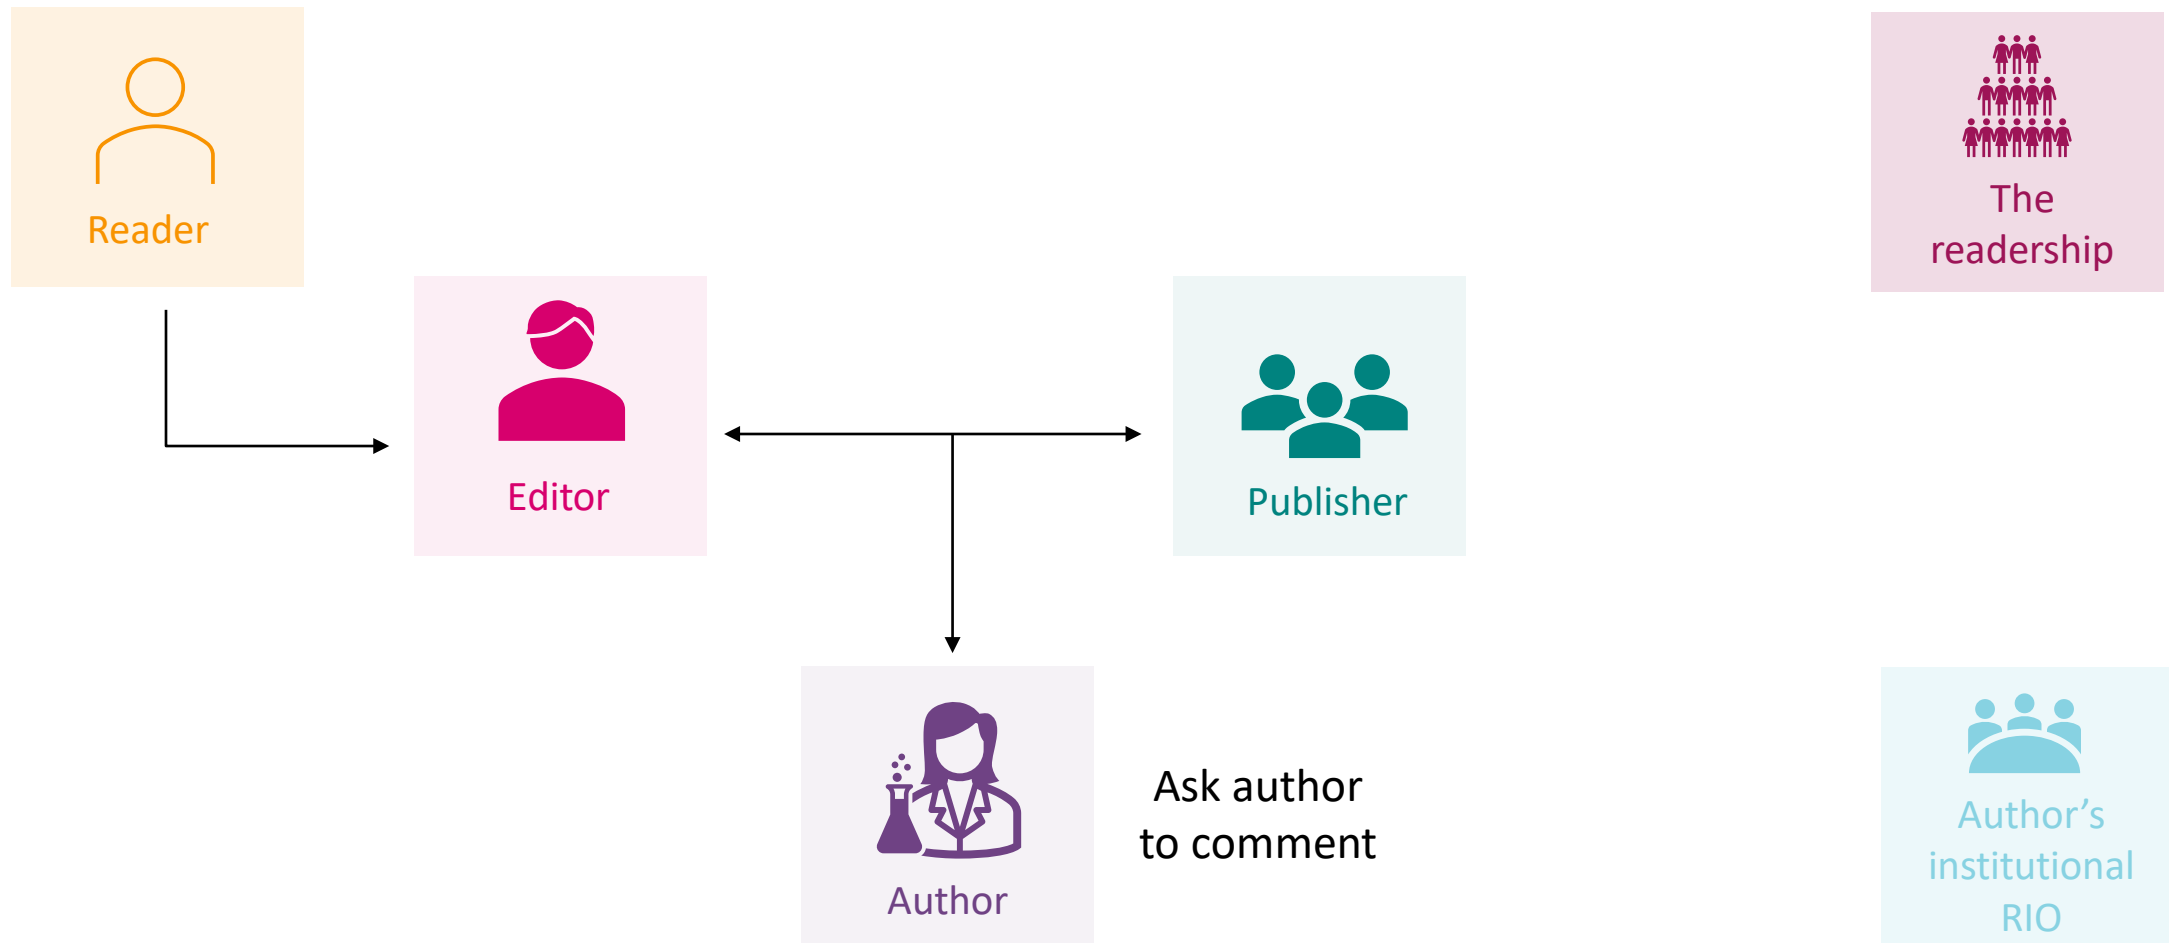 Reader
The
readership
Editor
Publisher
Ask author
to comment
Author
Author’s
institutional
RIO